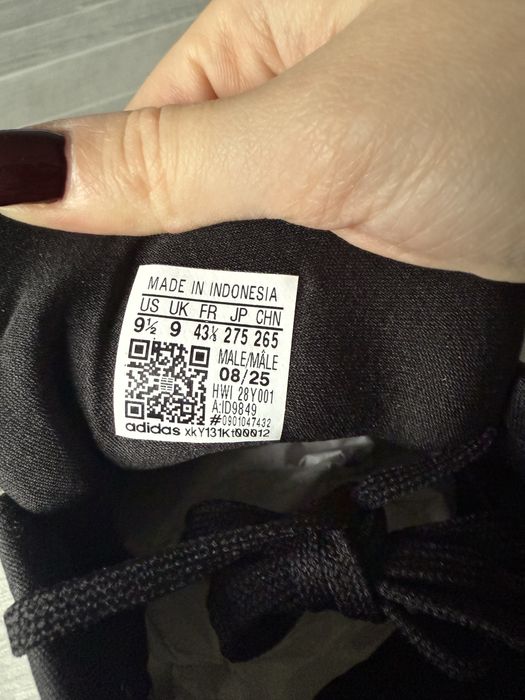 MADE IN INDONESIA
US UK FR JP CHN
9½ 9 43⅓ 275 265
MALE/MÂLE
08/25
HWI 28Y001
A:ID9849
#0901047432
adidas xkY131Kt00012